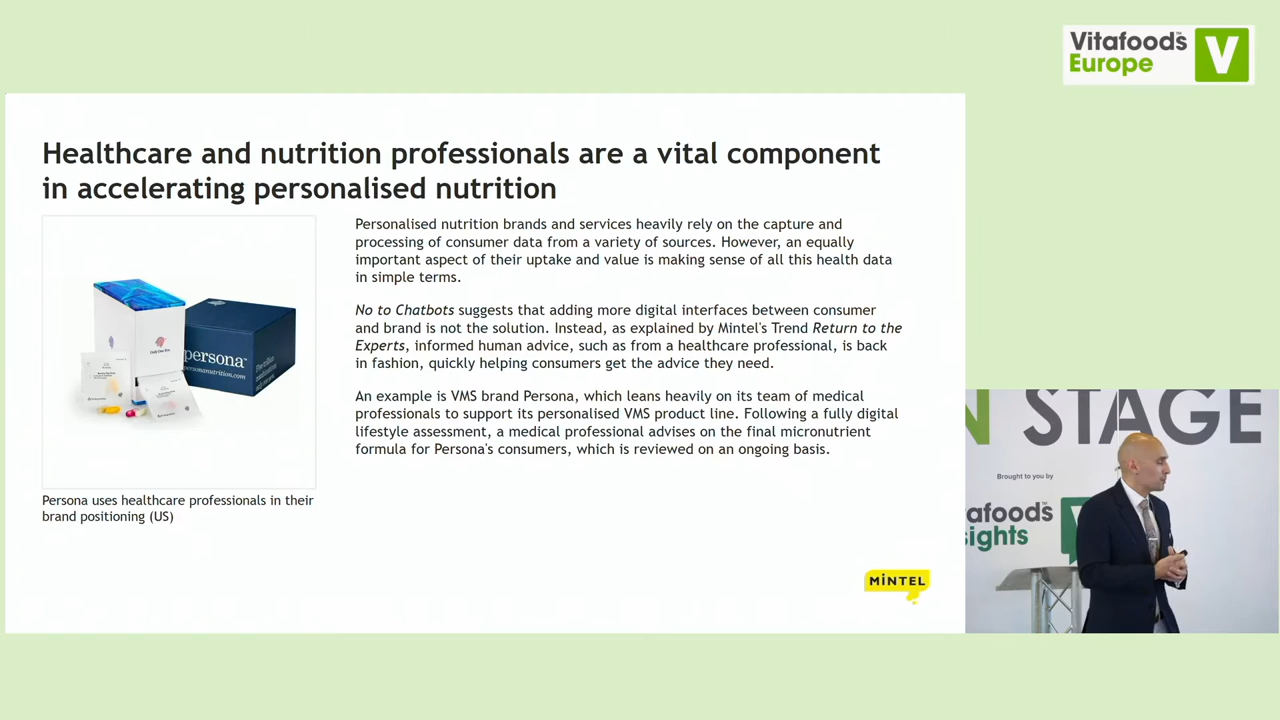 Vitafoods™
Europe
V
Healthcare and nutrition professionals are a vital component
in accelerating personalised nutrition
Personalised nutrition brands and services heavily rely on the capture and
processing of consumer data from a variety of sources. However, an equally
important aspect of their uptake and value is making sense of all this health data
in simple terms.
No to Chatbots suggests that adding more digital interfaces between consumer
and brand is not the solution. Instead, as explained by Mintel's Trend Return to the
Experts, informed human advice, such as from a healthcare professional, is back
in fashion, quickly helping consumers get the advice they need.
An example is VMS brand Persona, which leans heavily on its team of medical
professionals to support its personalised VMS product line. Following a fully digital
lifestyle assessment, a medical professional advises on the final micronutrient
formula for Persona's consumers, which is reviewed on an ongoing basis.
persona™
personanutrition.com
Persona uses healthcare professionals in their
brand positioning (US)
MINTEL
N STAGE
Brought to you by
afoods™
ights